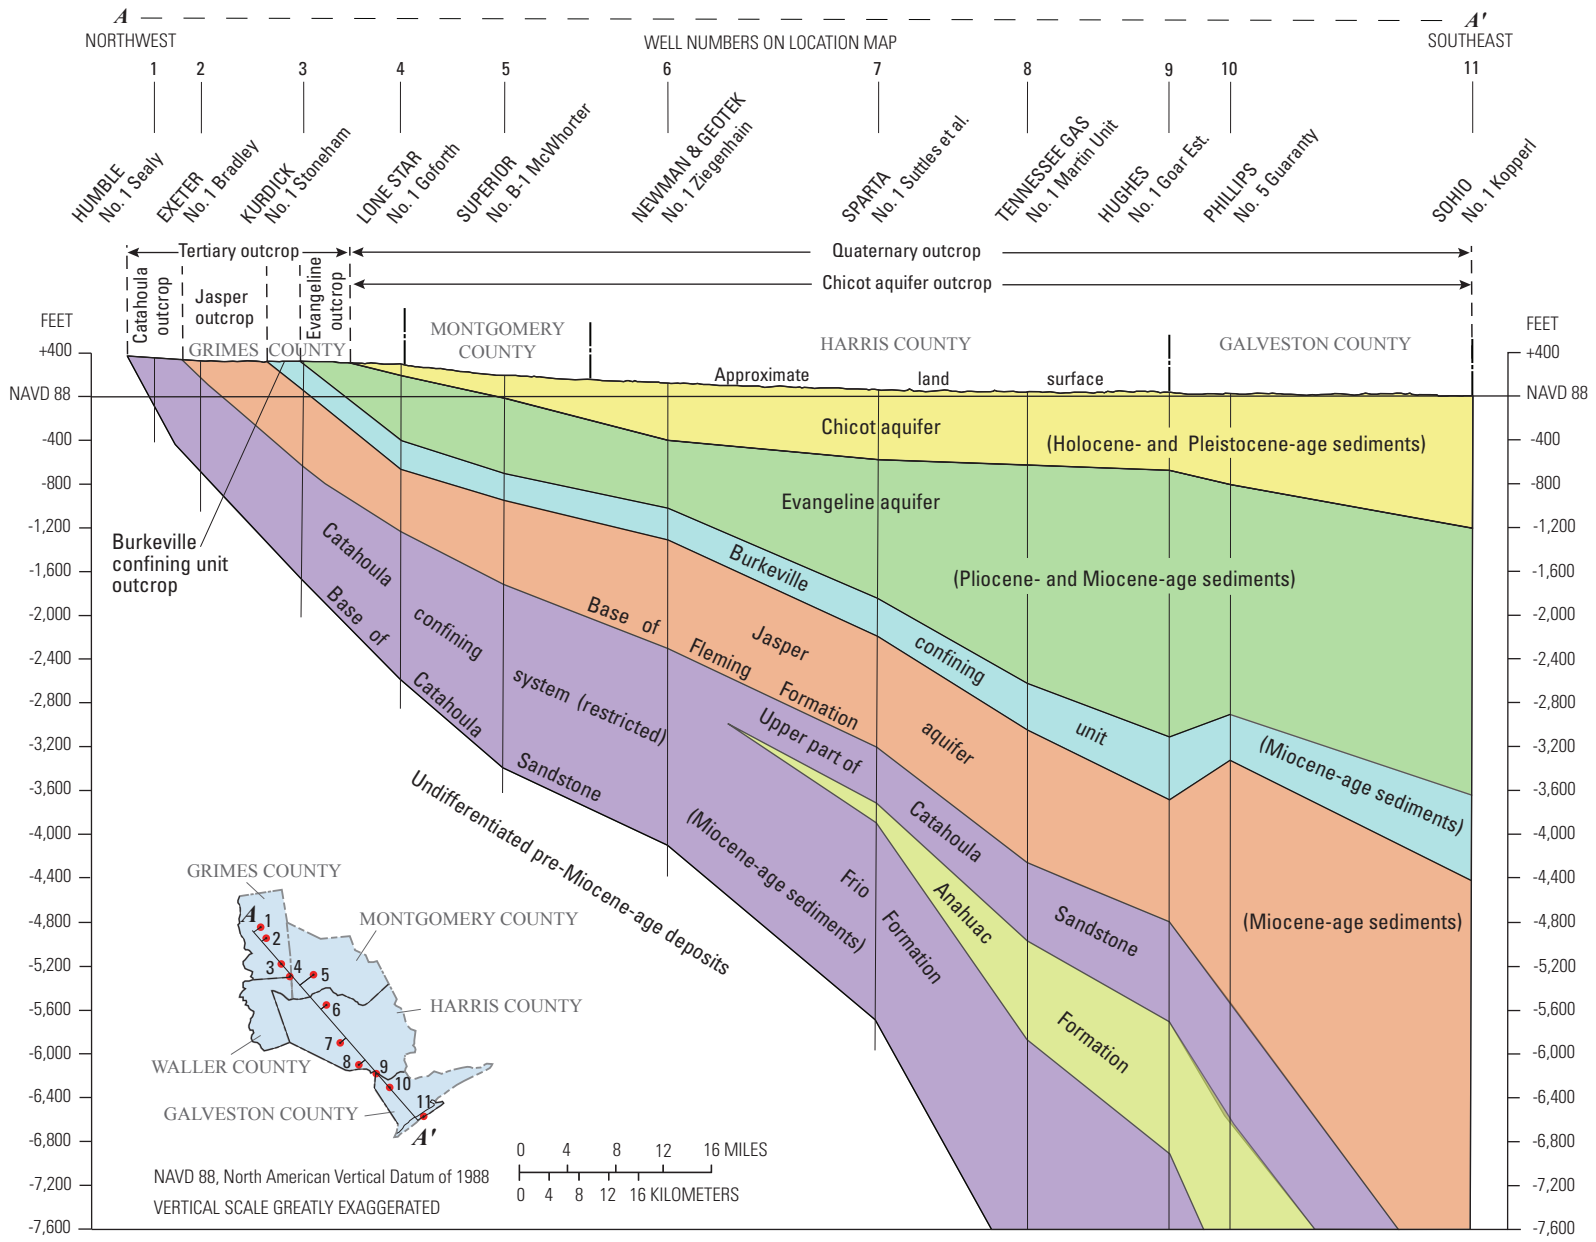 A A'
NORTHWEST WELL NUMBERS ON LOCATION MAP SOUTHEAST
1 2 3 4 5 6 7 8 9 10 11
HUMBLE
No. 1 Sealy
EXETER
No. 1 Bradley
KURDICK
No. 1 Stoneham
LONE STAR
No. 1 Goforth
SUPERIOR
No. B-1 McWhorter
NEWMAN & GEOTEK
No. 1 Ziegenhain
SPARTA
No. 1 Suttles et al.
TENNESSEE GAS
No. 1 Martin Unit
HUGHES
No. 1 Goar Est.
PHILLIPS
No. 5 Guaranty
SOHIO
No. 1 Kopperl
Tertiary outcrop
Quaternary outcrop
Chicot aquifer outcrop
Catahoula
outcrop
Jasper
outcrop
Evangeline
outcrop
GRIMES COUNTY
MONTGOMERY
COUNTY
HARRIS COUNTY
GALVESTON COUNTY
Approximate land surface
FEET
+400
NAVD 88
-400
-800
-1,200
-1,600
-2,000
-2,400
-2,800
-3,200
-3,600
-4,000
-4,400
-4,800
-5,200
-5,600
-6,000
-6,400
-6,800
-7,200
-7,600
FEET
+400
NAVD 88
-400
-800
-1,200
-1,600
-2,000
-2,400
-2,800
-3,200
-3,600
-4,000
-4,400
-4,800
-5,200
-5,600
-6,000
-6,400
-6,800
-7,200
-7,600
Chicot aquifer
(Holocene- and Pleistocene-age sediments)
Evangeline aquifer
(Pliocene- and Miocene-age sediments)
Burkeville
confining unit
outcrop
Burkeville confining unit (Miocene-age sediments)
Jasper aquifer
(Miocene-age sediments)
Base of Fleming Formation
Catahoula confining system (restricted)
(Miocene-age sediments)
Upper part of Catahoula Sandstone
Anahuac Formation
Frio Formation
Base of Catahoula Sandstone
Undifferentiated pre-Miocene-age deposits
GRIMES COUNTY
MONTGOMERY COUNTY
HARRIS COUNTY
WALLER COUNTY
GALVESTON COUNTY
A
1
2
3
4
5
6
7
8
9
10
11
A'
0 4 8 12 16 MILES
0 4 8 12 16 KILOMETERS
NAVD 88, North American Vertical Datum of 1988
VERTICAL SCALE GREATLY EXAGGERATED